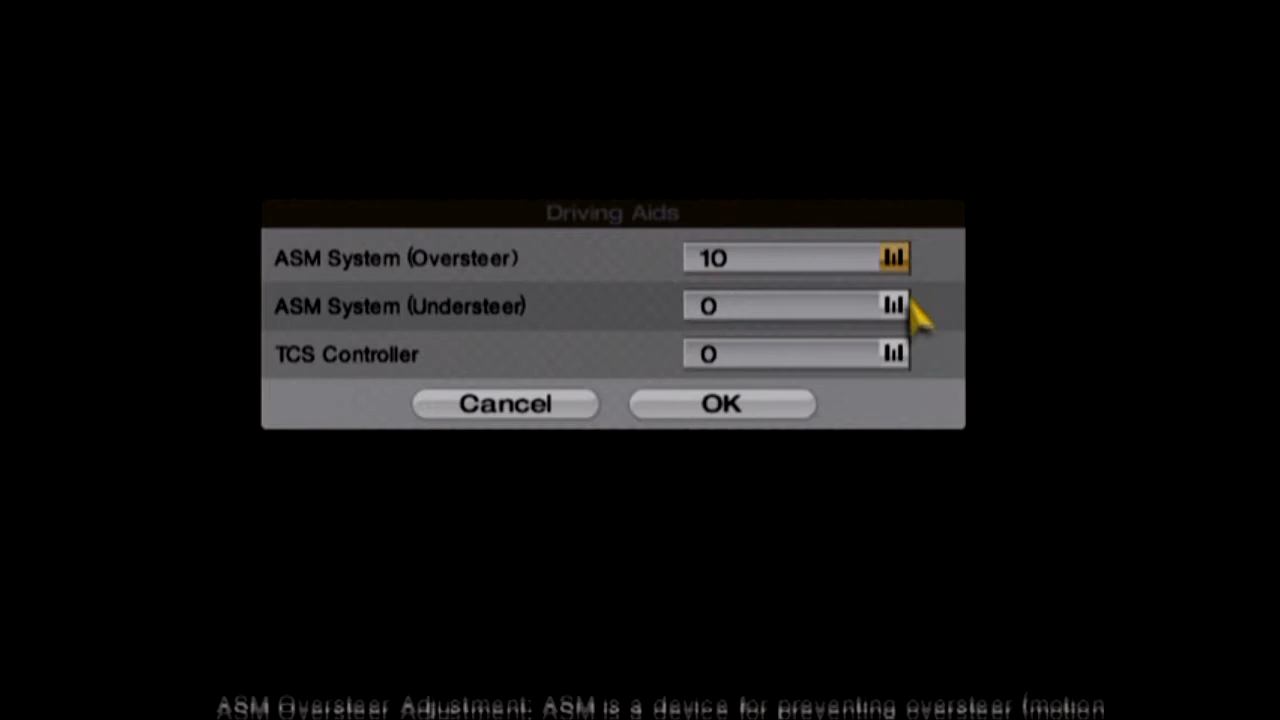 Driving Aids
ASM System (Oversteer) 10
ASM System (Understeer) 0
TCS Controller 0
Cancel OK
ASM Oversteer Adjustment: ASM is a device for preventing oversteer (motion